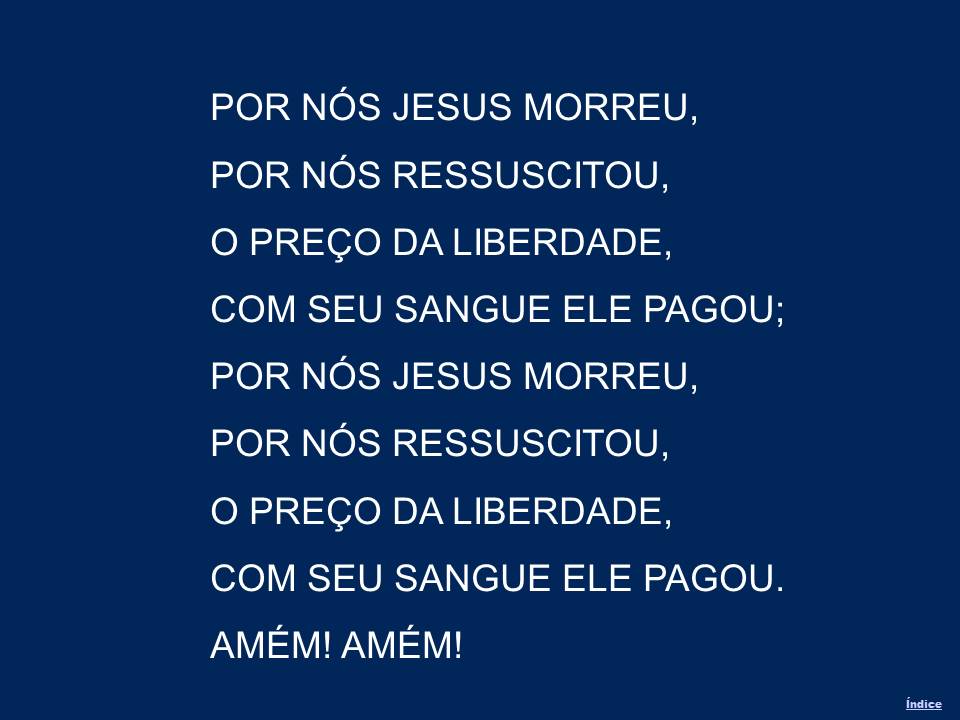 POR NÓS JESUS MORREU,
POR NÓS RESSUSCITOU,
O PREÇO DA LIBERDADE,
COM SEU SANGUE ELE PAGOU;
POR NÓS JESUS MORREU,
POR NÓS RESSUSCITOU,
O PREÇO DA LIBERDADE,
COM SEU SANGUE ELE PAGOU.
AMÉM! AMÉM!
Índice